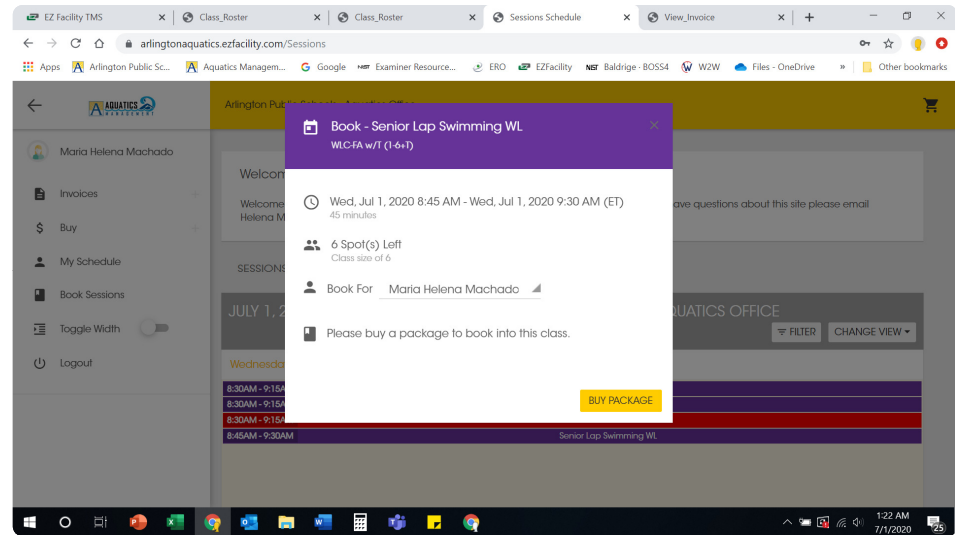 EZ Facility TMS
Class_Roster
Class_Roster
Sessions Schedule
View_Invoice
arlingtonaquatics.ezfacility.com/Sessions
Apps
Arlington Public Sc...
Aquatics Managem...
Google
Examiner Resource...
ERO
EZFacility
Baldrige - BOSS4
W2W
Files - OneDrive
»
Other bookmarks
AQUATICS
MANAGEMENT
Arlington Pub
Maria Helena Machado
Invoices
Buy
My Schedule
Book Sessions
Toggle Width
Logout
Welcom
Welcome
Helena M
ave questions about this site please email
SESSIONS
JULY 1, 2
QUATICS OFFICE
FILTER
CHANGE VIEW
Wednesda
8:30AM - 9:15A
8:30AM - 9:15A
8:30AM - 9:15A
8:45AM - 9:30AM
Senior Lap Swimming WL
Book - Senior Lap Swimming WL
WLC-FA w/T (1-6+T)
Wed, Jul 1, 2020 8:45 AM - Wed, Jul 1, 2020 9:30 AM (ET)
45 minutes
6 Spot(s) Left
Class size of 6
Book For Maria Helena Machado
Please buy a package to book into this class.
BUY PACKAGE
1:22 AM
7/1/2020
25